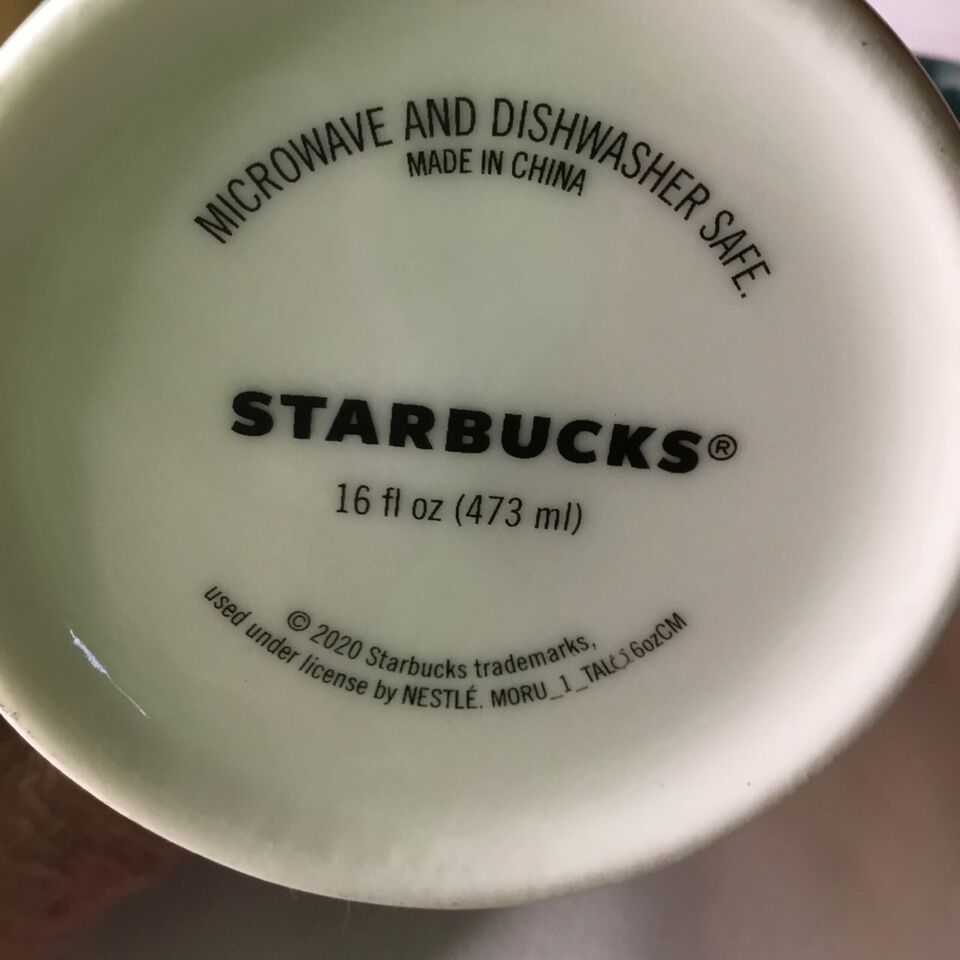 MICROWAVE AND DISHWASHER SAFE.
MADE IN CHINA
STARBUCKS®
16 fl oz (473 ml)
© 2020 Starbucks trademarks,
used under license by NESTLÉ. MORU_1_TAL